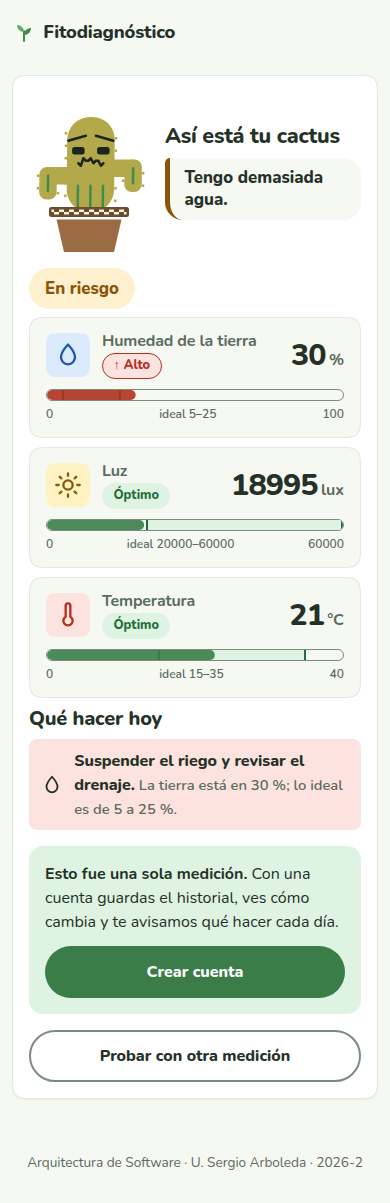 Fitodiagnóstico
Así está tu cactus
Tengo demasiada
agua.
En riesgo
Humedad de la tierra
↑ Alto
30 %
0
ideal 5–25
100
Luz
Óptimo
18995 lux
0
ideal 20000–60000
60000
Temperatura
Óptimo
21 °C
0
ideal 15–35
40
Qué hacer hoy
Suspender el riego y revisar el
drenaje. La tierra está en 30 %; lo ideal
es de 5 a 25 %.
Esto fue una sola medición. Con una
cuenta guardas el historial, ves cómo
cambia y te avisamos qué hacer cada día.
Crear cuenta
Probar con otra medición
Arquitectura de Software · U. Sergio Arboleda · 2026-2